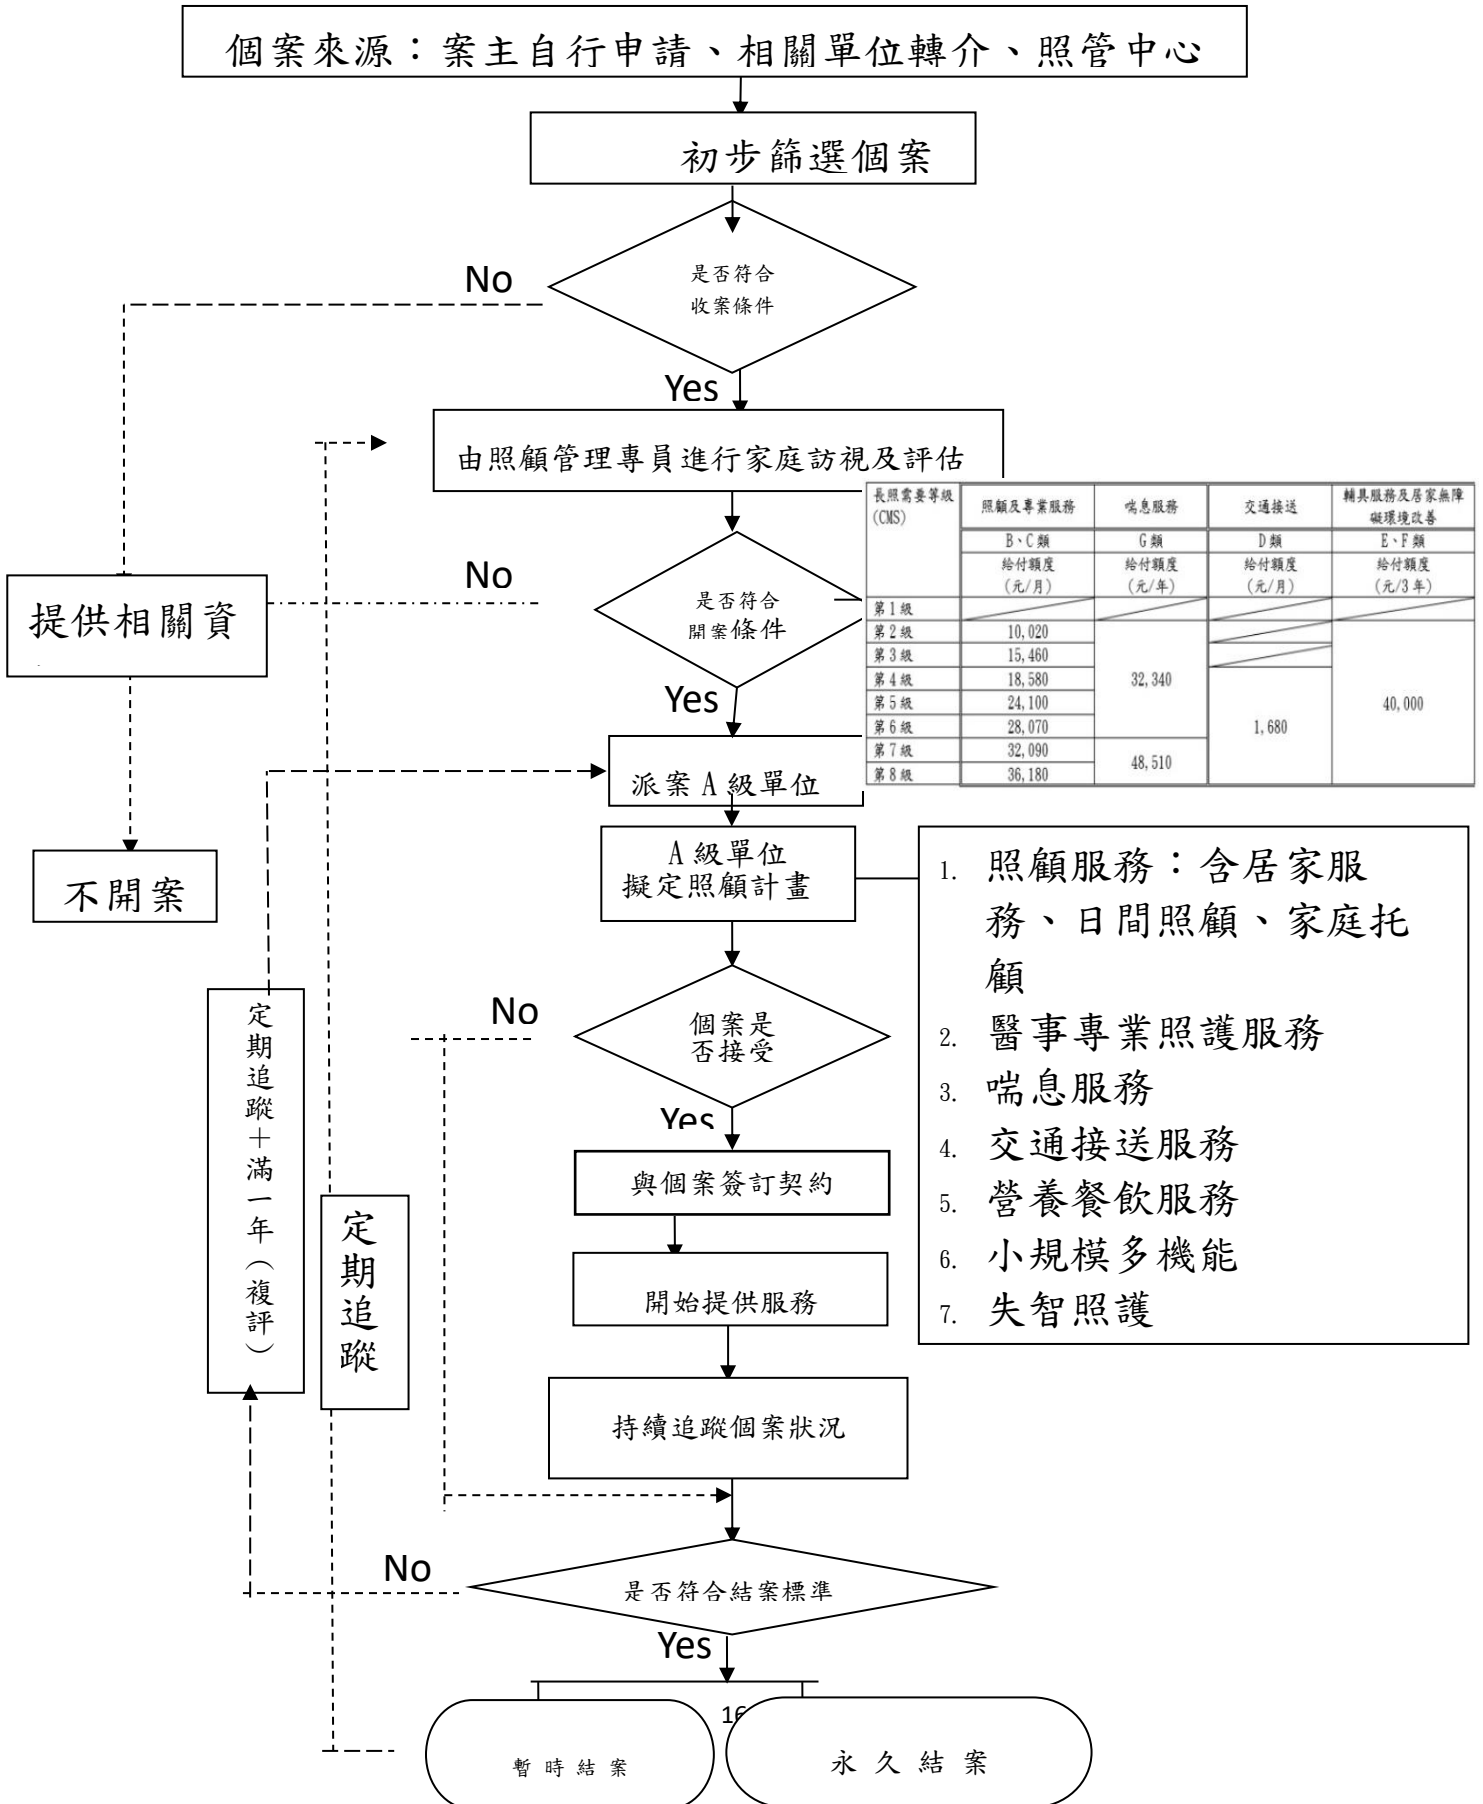 個案來源：案主自行申請、相關單位轉介、照管中心
初步篩選個案
是否符合
收案條件
No
Yes
由照顧管理專員進行家庭訪視及評估
長照需要等級
(CMS)
照顧及專業服務
喘息服務
交通接送
輔具服務及居家無障
礙環境改善
B、C 類
G 類
D 類
E、F 類
給付額度
(元/月)
給付額度
(元/年)
給付額度
(元/月)
給付額度
(元/3 年)
第 1 級
第 2 級 10,020
第 3 級 15,460
第 4 級 18,580
第 5 級 24,100
第 6 級 28,070
第 7 級 32,090
第 8 級 36,180
32,340
48,510
1,680
40,000
No
是否符合
開案條件
提供相關資
Yes
派案 A 級單位
不開案
A 級單位
擬定照顧計畫
1. 照顧服務：含居家服
務、日間照顧、家庭托
顧
2. 醫事專業照護服務
3. 喘息服務
4. 交通接送服務
5. 營養餐飲服務
6. 小規模多機能
7. 失智照護
No
個案是
否接受
Yes
定期追蹤＋滿一年（複評）
定期追蹤
與個案簽訂契約
開始提供服務
持續追蹤個案狀況
No
是否符合結案標準
Yes
16
暫時結案
永久結案